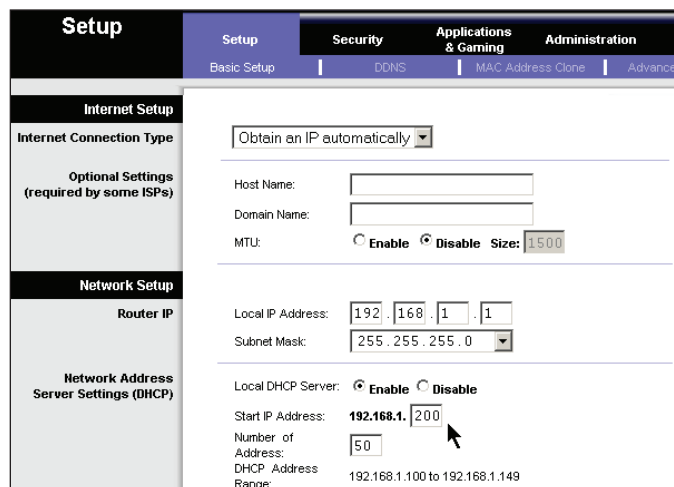 Setup
Setup
Security
Applications
& Gaming
Administration
Basic Setup
DDNS
MAC Address Clone
Advance
Internet Setup
Internet Connection Type
Obtain an IP automatically
Optional Settings
(required by some ISPs)
Host Name:
Domain Name:
MTU: Enable Disable Size: 1500
Network Setup
Router IP
Local IP Address: 192 . 168 . 1 . 1
Subnet Mask: 255.255.255.0
Network Address
Server Settings (DHCP)
Local DHCP Server: Enable Disable
Start IP Address: 192.168.1. 200
Number of
Address:
50
DHCP Address
Range:
192.168.1.100 to 192.168.1.149